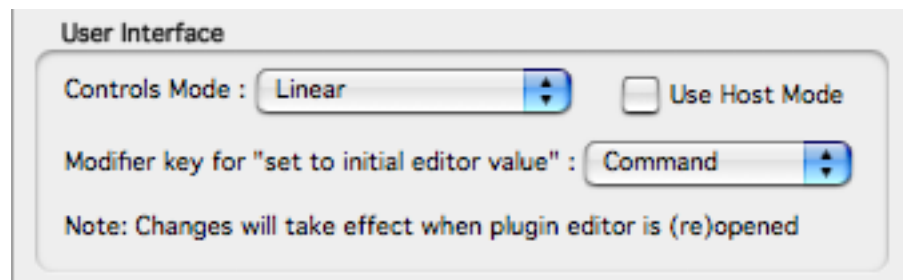 User Interface
Controls Mode : Linear Use Host Mode
Modifier key for "set to initial editor value" : Command
Note: Changes will take effect when plugin editor is (re)opened